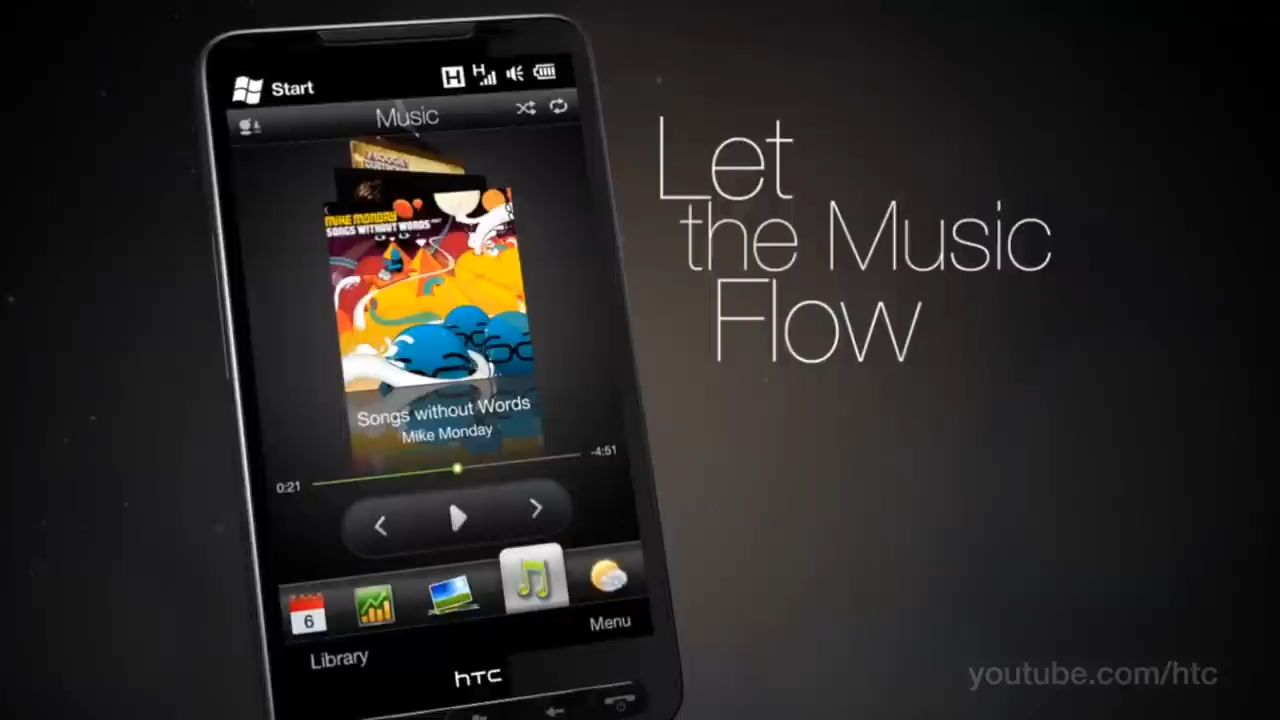 Start
H
H
Music
MIKE MONDAY
SONGS WITHOUT WORDS
Songs without Words
Mike Monday
0:21
-4:51
6
Library
Menu
hTC
Let
the Music
Flow
youtube.com/htc